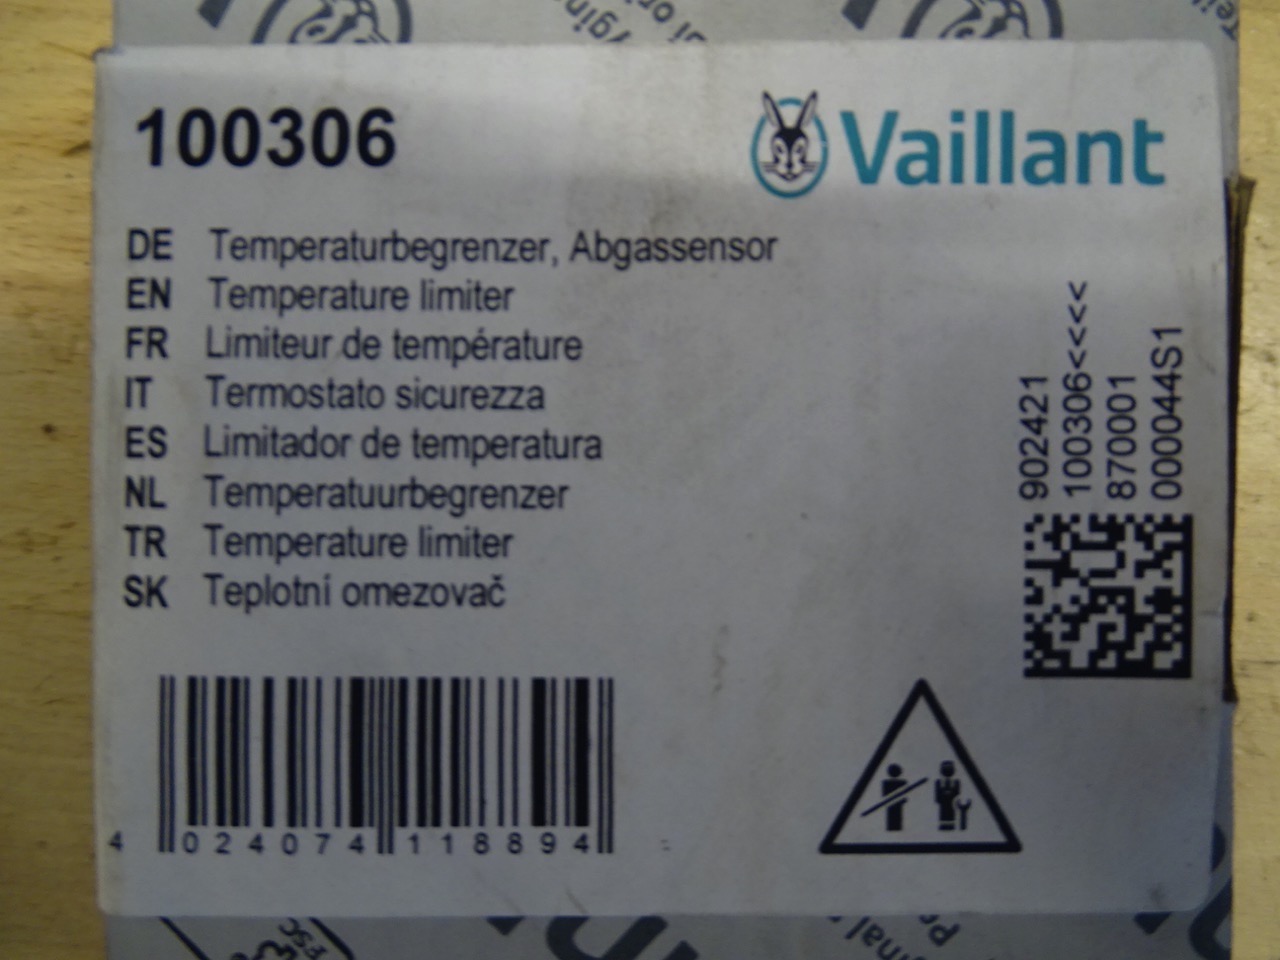 100306
Vaillant
DE Temperaturbegrenzer, Abgassensor
EN Temperature limiter
FR Limiteur de température
IT Termostato sicurezza
ES Limitador de temperatura
NL Temperatuurbegrenzer
TR Temperature limiter
SK Teplotní omezovač
902421
100306<<<<<
870001
000044S1
4 024074 118894
FSC